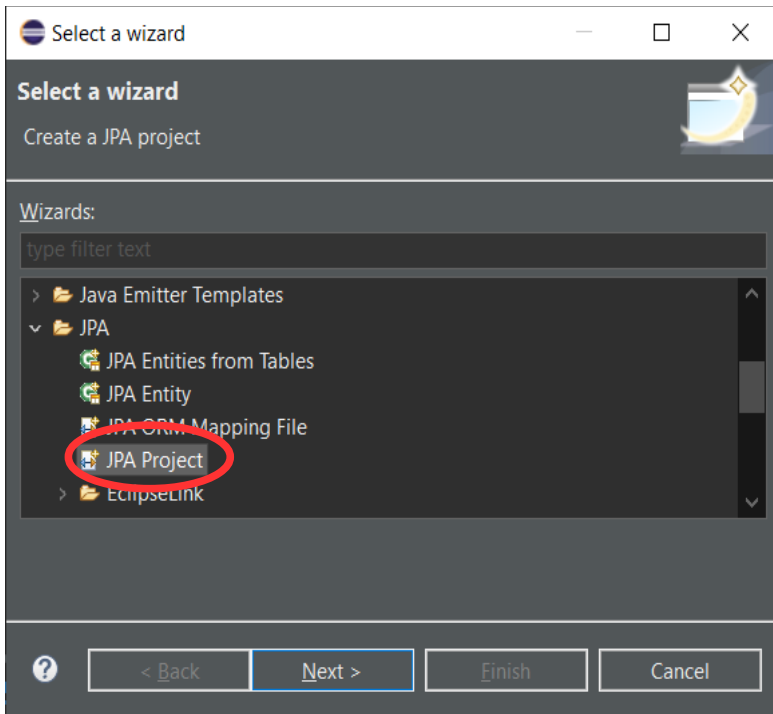 Select a wizard
Select a wizard
Create a JPA project
Wizards:
type filter text
Java Emitter Templates
JPA
JPA Entities from Tables
JPA Entity
JPA ORM Mapping File
JPA Project
EclipseLink
< Back
Next >
Finish
Cancel